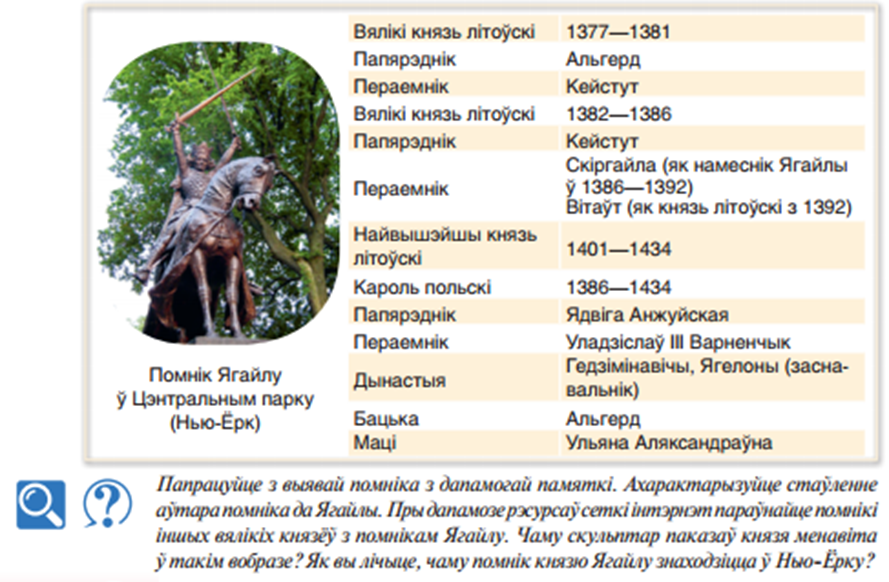 Вялікі князь літоўскі 1377—1381
Папярэднік Альгерд
Пераемнік Кейстут
Вялікі князь літоўскі 1382—1386
Папярэднік Кейстут
Пераемнік Скіргайла (як намеснік Ягайлы
ў 1386—1392)
Вітаўт (як князь літоўскі з 1392)
Найвышэйшы князь
літоўскі 1401—1434
Кароль польскі 1386—1434
Папярэднік Ядвіга Анжуйская
Пераемнік Уладзіслаў III Варненчык
Дынастыя Гедзімінавічы, Ягелоны (засна-
вальнік)
Бацька Альгерд
Маці Ульяна Аляксандраўна
Помнік Ягайлу
ў Цэнтральным парку
(Нью-Ёрк)
Папрацуйце з выявай помніка з дапамогай памяткі. Ахарактарызуйце стаўленне
аўтара помніка да Ягайлы. Пры дапамозе рэсурсаў сеткі інтэрнэт параўнайце помнікі
іншых вялікіх князёў з помнікам Ягайлу. Чаму скульптар паказаў князя менавіта
ў такім вобразе? Як вы лічыце, чаму помнік князю Ягайлу знаходзіцца ў Нью-Ёрку?